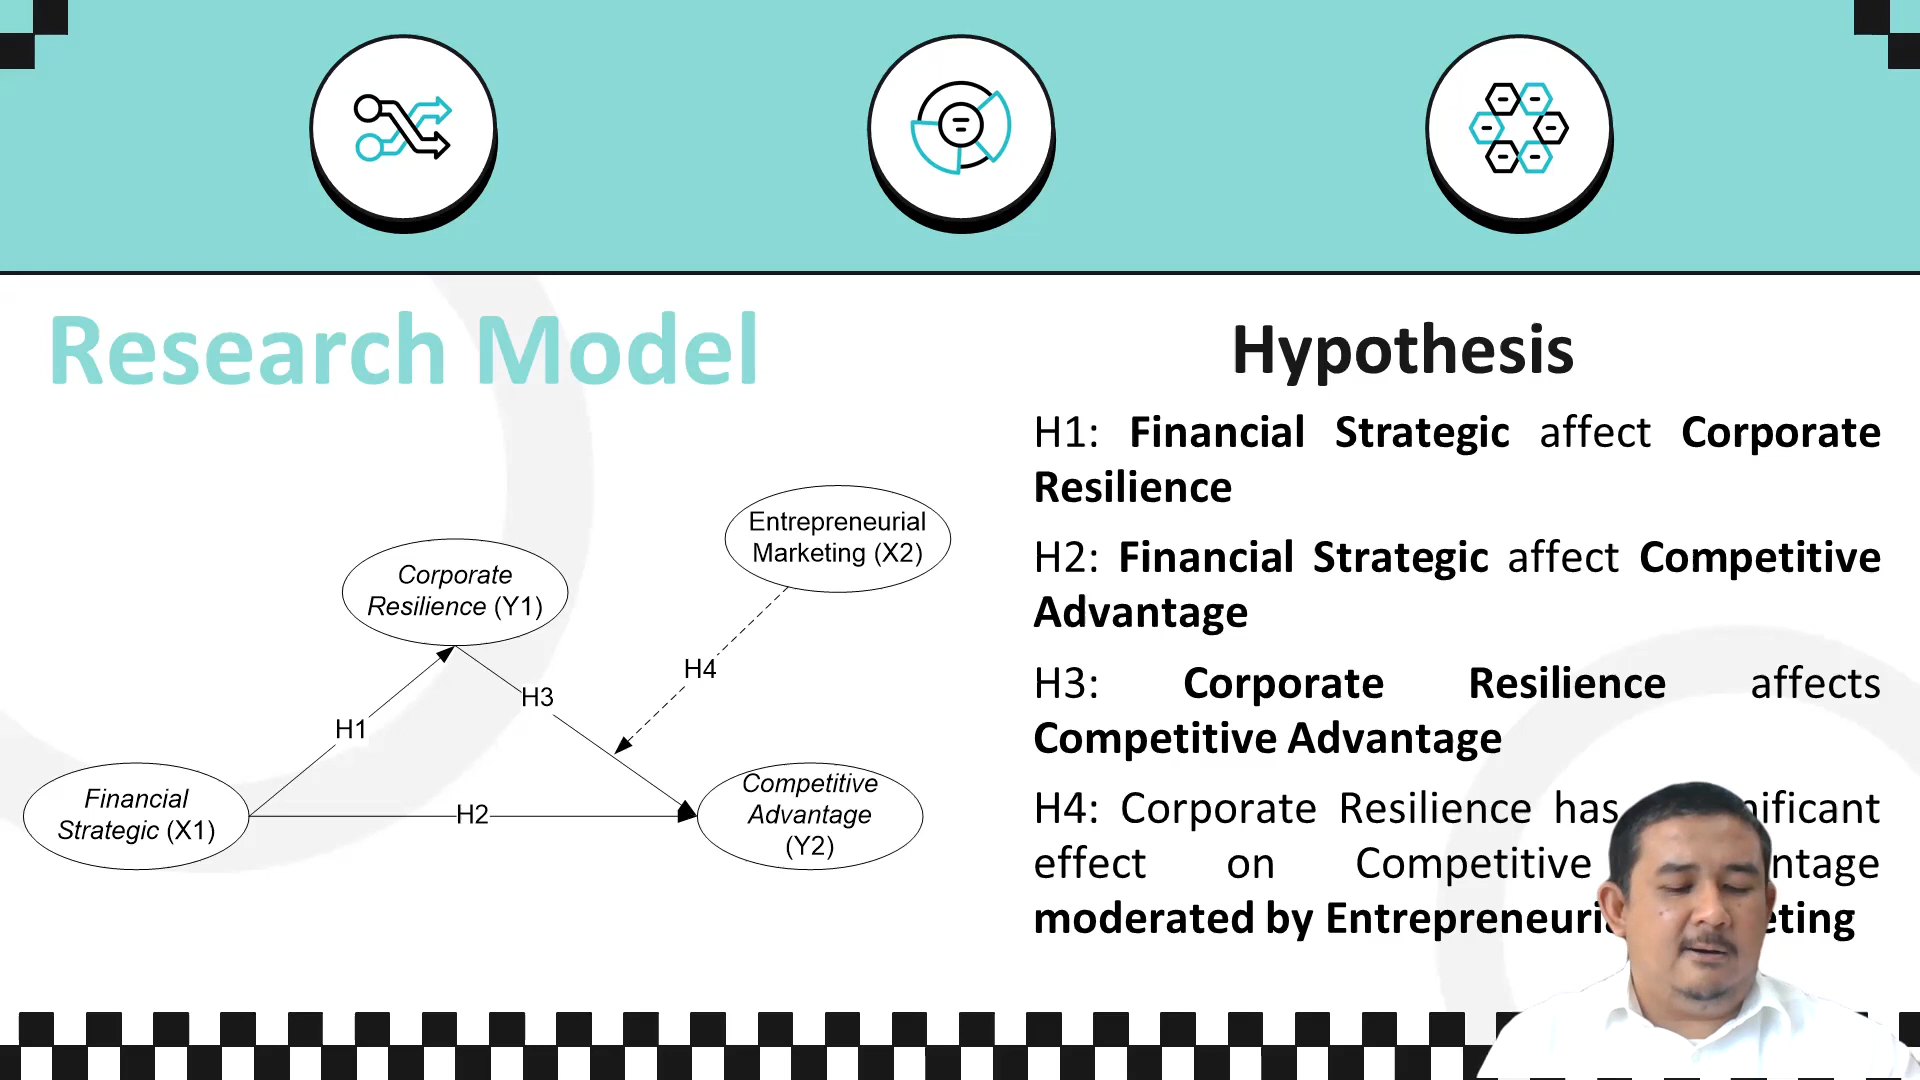 Research Model
Corporate
Resilience (Y1)
Entrepreneurial
Marketing (X2)
H4
H3
H1
Financial
Strategic (X1)
H2
Competitive
Advantage
(Y2)
Hypothesis
H1: Financial Strategic affect Corporate
Resilience
H2: Financial Strategic affect Competitive
Advantage
H3: Corporate Resilience affects
Competitive Advantage
H4: Corporate Resilience has
effect on Competitive
moderated by